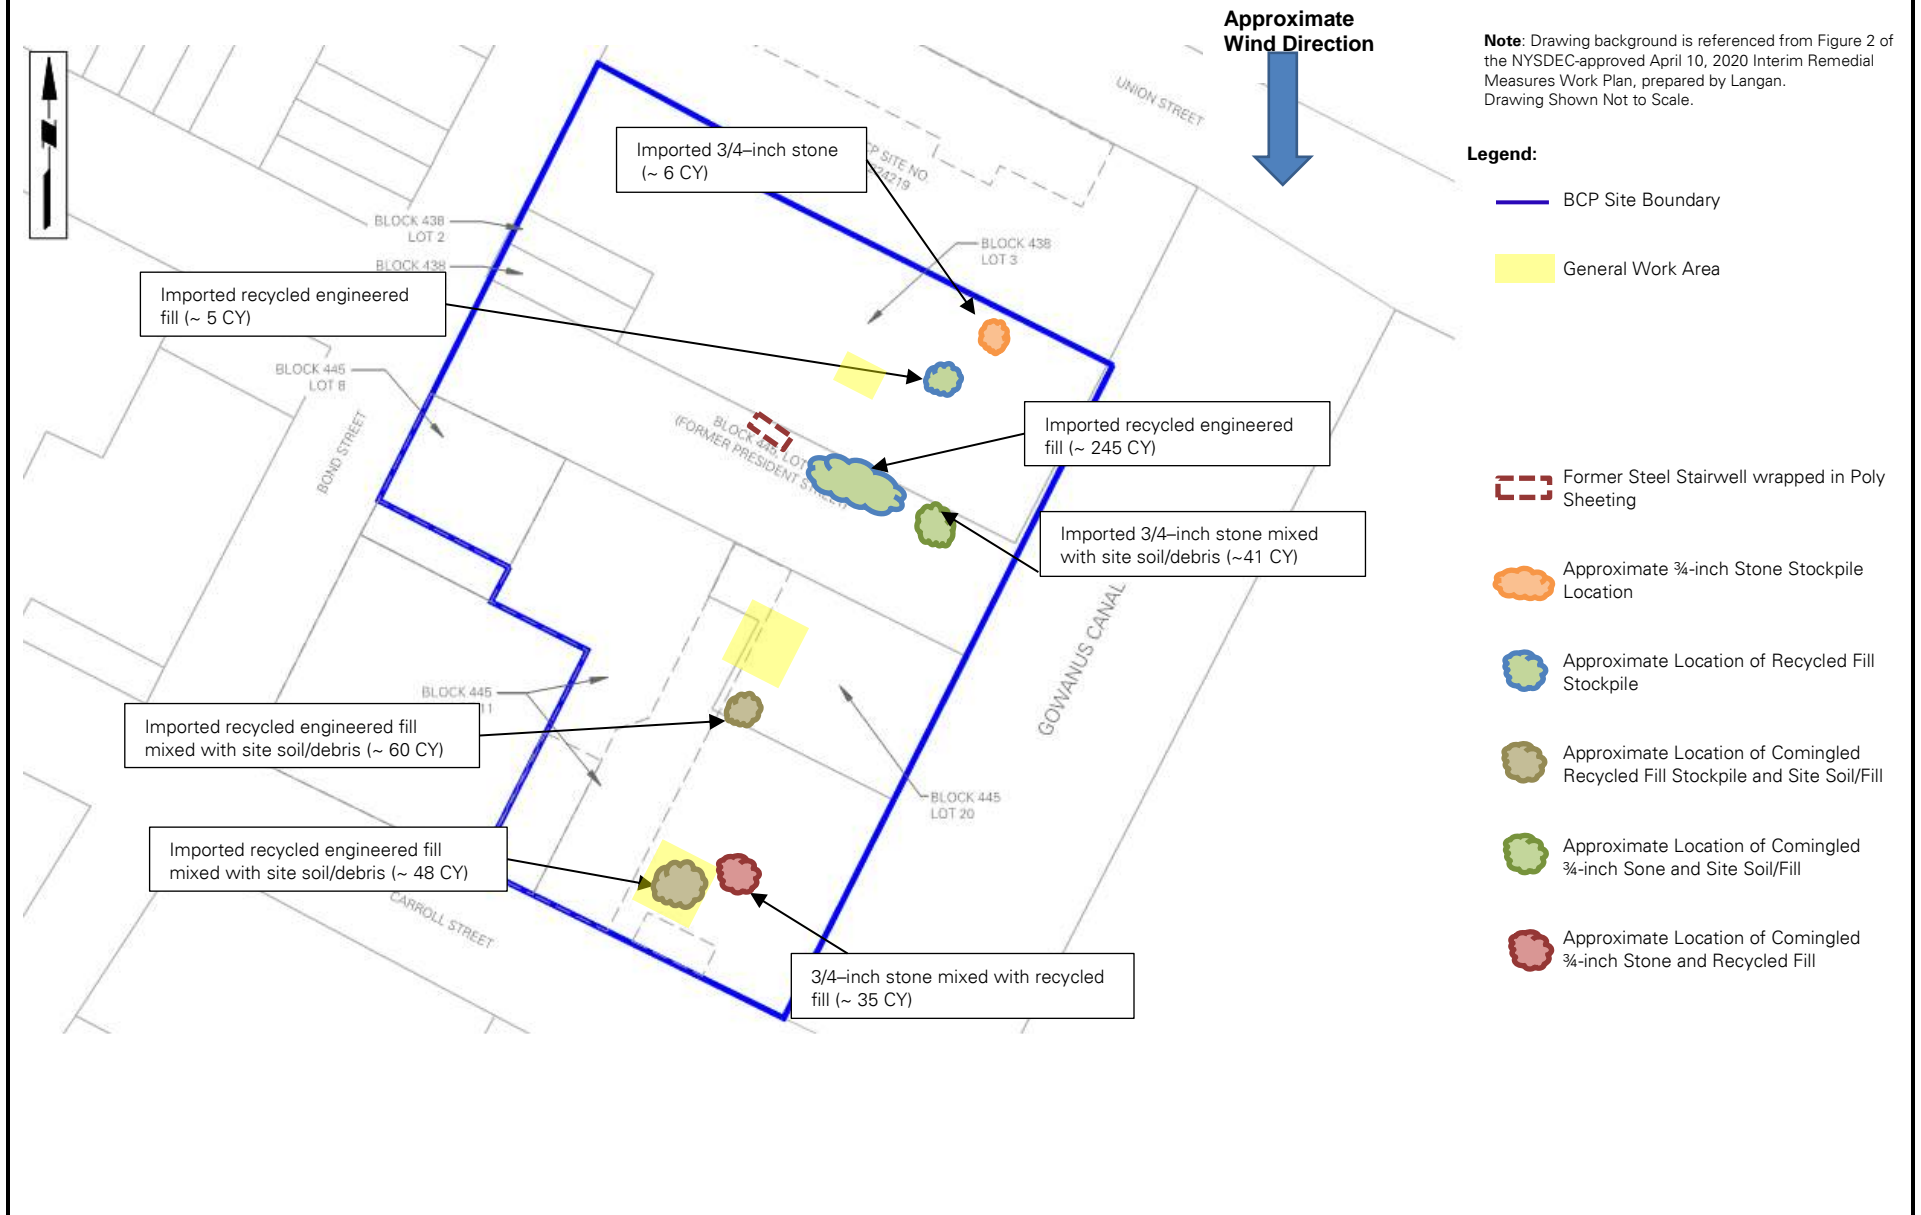 Approximate
Wind Direction
Note: Drawing background is referenced from Figure 2 of
the NYSDEC-approved April 10, 2020 Interim Remedial
Measures Work Plan, prepared by Langan.
Drawing Shown Not to Scale.
Legend:
BCP Site Boundary
General Work Area
Former Steel Stairwell wrapped in Poly
Sheeting
Approximate ¾-inch Stone Stockpile
Location
Approximate Location of Recycled Fill
Stockpile
Approximate Location of Comingled
Recycled Fill Stockpile and Site Soil/Fill
Approximate Location of Comingled
¾-inch Sone and Site Soil/Fill
Approximate Location of Comingled
¾-inch Stone and Recycled Fill
UNION STREET
Imported 3/4–inch stone
(~ 6 CY)
SITE NO.
BLOCK 438
LOT 2
BLOCK 438
BLOCK 438
LOT 3
Imported recycled engineered
fill (~ 5 CY)
BLOCK 445
LOT 8
BOND STREET
BLOCK 445, LOT
(FORMER PRESIDENT STREET)
Imported recycled engineered
fill (~ 245 CY)
Imported 3/4–inch stone mixed
with site soil/debris (~41 CY)
GOWANUS CANAL
BLOCK 445
11
Imported recycled engineered fill
mixed with site soil/debris (~ 60 CY)
BLOCK 445
LOT 20
Imported recycled engineered fill
mixed with site soil/debris (~ 48 CY)
CARROLL STREET
3/4–inch stone mixed with recycled
fill (~ 35 CY)